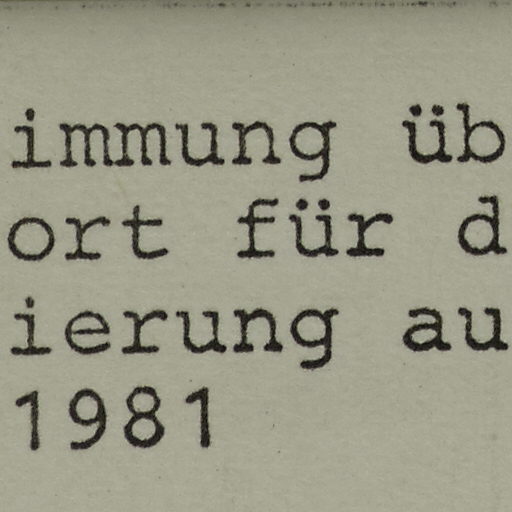 immung üb
ort für d
ierung au
1981